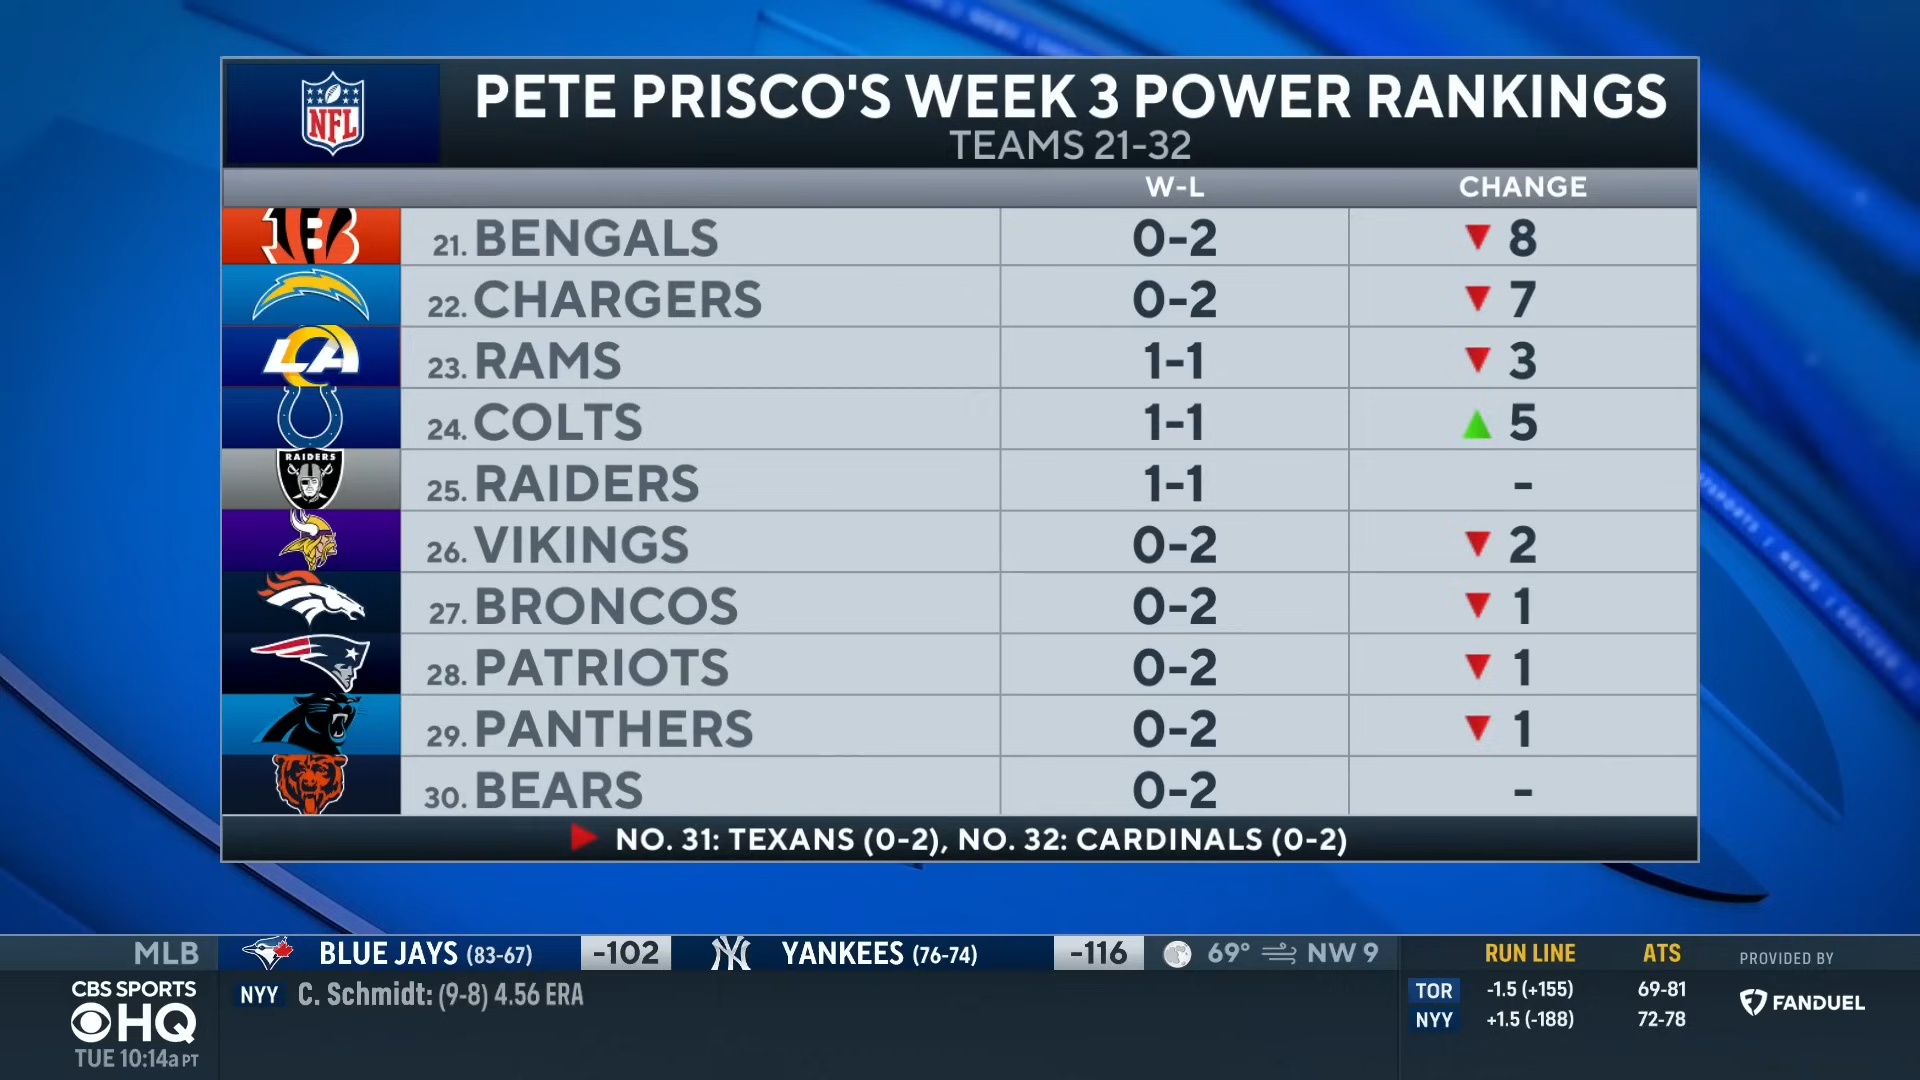 NFL
PETE PRISCO'S WEEK 3 POWER RANKINGS
TEAMS 21-32
W-L CHANGE
21. BENGALS 0-2 ▼ 8
22. CHARGERS 0-2 ▼ 7
LA 23. RAMS 1-1 ▼ 3
24. COLTS 1-1 ▲ 5
RAIDERS 25. RAIDERS 1-1 -
26. VIKINGS 0-2 ▼ 2
27. BRONCOS 0-2 ▼ 1
28. PATRIOTS 0-2 ▼ 1
29. PANTHERS 0-2 ▼ 1
30. BEARS 0-2 -
NO. 31: TEXANS (0-2), NO. 32: CARDINALS (0-2)
MLB BLUE JAYS (83-67) -102 NY YANKEES (76-74) -116 69° NW 9
NYY C. Schmidt: (9-8) 4.56 ERA
RUN LINE ATS
TOR -1.5 (+155) 69-81
NYY +1.5 (-188) 72-78
PROVIDED BY
FANDUEL
CBS SPORTS
HQ
TUE 10:14a PT